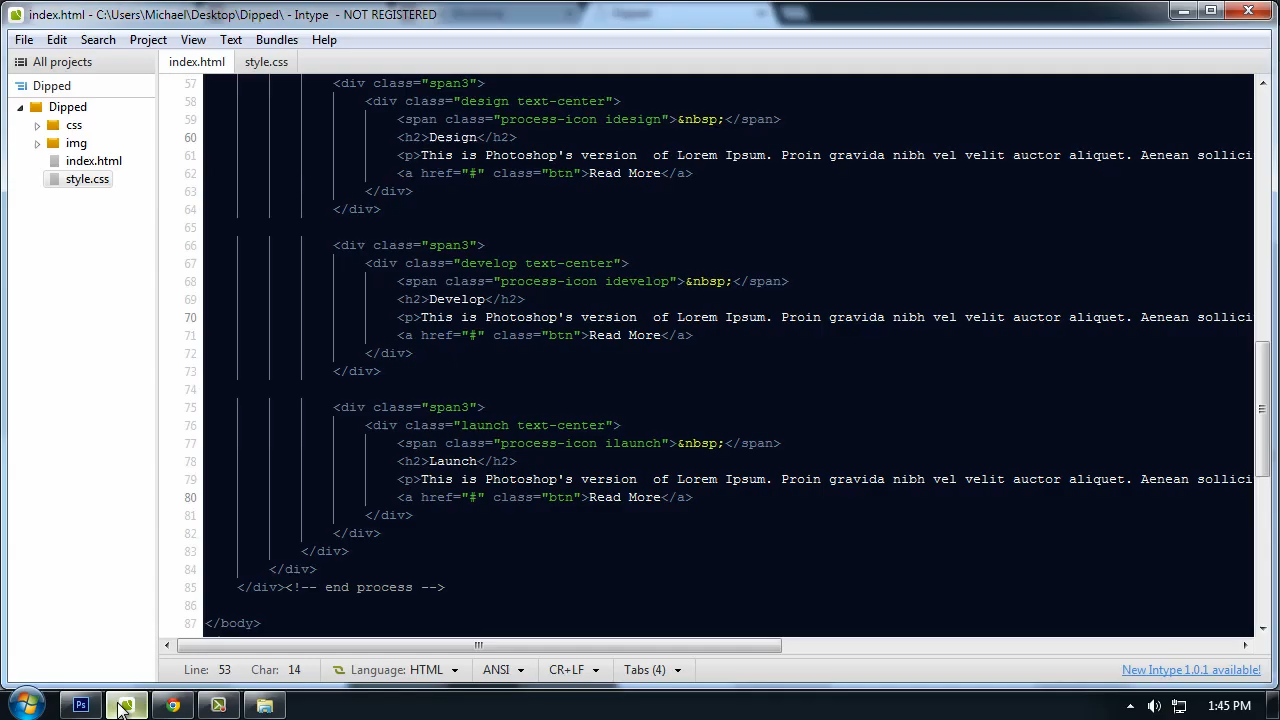 index.html - C:\Users\Michael\Desktop\Dipped\ - Intype - NOT REGISTERED
Dipped
File Edit Search Project View Text Bundles Help
All projects
index.html style.css
Dipped
Dipped
css
img
index.html
style.css
57 <div class="span3">
58 <div class="design text-center">
59 <span class="process-icon idesign">&nbsp;</span>
60 <h2>Design</h2>
61 <p>This is Photoshop's version  of Lorem Ipsum. Proin gravida nibh vel velit auctor aliquet. Aenean sollici
62 <a href="#" class="btn">Read More</a>
63 </div>
64 </div>
65
66 <div class="span3">
67 <div class="develop text-center">
68 <span class="process-icon idevelop">&nbsp;</span>
69 <h2>Develop</h2>
70 <p>This is Photoshop's version  of Lorem Ipsum. Proin gravida nibh vel velit auctor aliquet. Aenean sollici
71 <a href="#" class="btn">Read More</a>
72 </div>
73 </div>
74
75 <div class="span3">
76 <div class="launch text-center">
77 <span class="process-icon ilaunch">&nbsp;</span>
78 <h2>Launch</h2>
79 <p>This is Photoshop's version  of Lorem Ipsum. Proin gravida nibh vel velit auctor aliquet. Aenean sollici
80 <a href="#" class="btn">Read More</a>
81 </div>
82 </div>
83 </div>
84 </div>
85 </div><!-- end process -->
86
87 </body>
Line: 53 Char: 14 Language: HTML ANSI CR+LF Tabs (4) New Intype 1.0.1 available!
Ps 1:45 PM